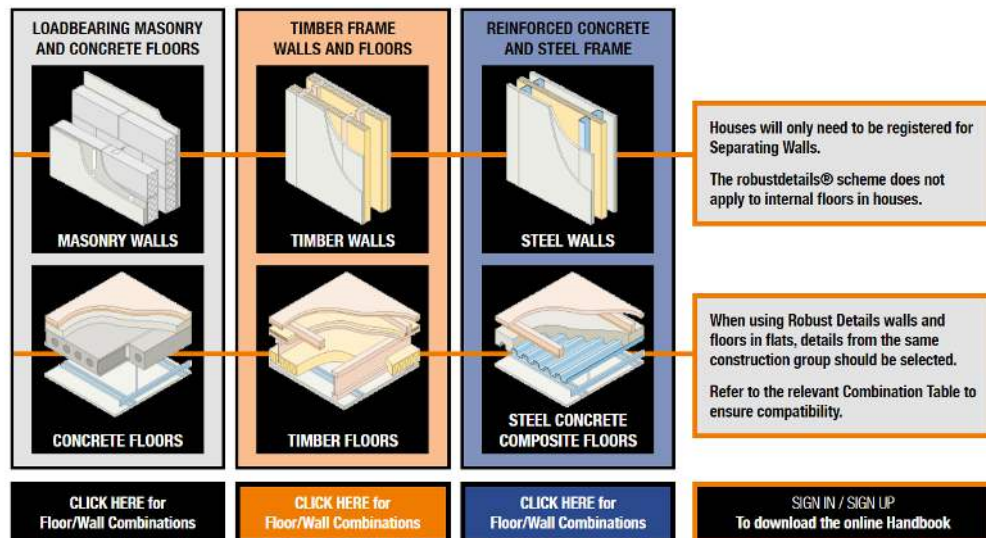 LOADBEARING MASONRY
AND CONCRETE FLOORS
MASONRY WALLS
CONCRETE FLOORS
CLICK HERE for
Floor/Wall Combinations
TIMBER FRAME
WALLS AND FLOORS
TIMBER WALLS
TIMBER FLOORS
CLICK HERE for
Floor/Wall Combinations
REINFORCED CONCRETE
AND STEEL FRAME
STEEL WALLS
STEEL CONCRETE
COMPOSITE FLOORS
CLICK HERE for
Floor/Wall Combinations
Houses will only need to be registered for
Separating Walls.
The robustdetails® scheme does not
apply to internal floors in houses.
When using Robust Details walls and
floors in flats, details from the same
construction group should be selected.
Refer to the relevant Combination Table to
ensure compatibility.
SIGN IN / SIGN UP
To download the online Handbook